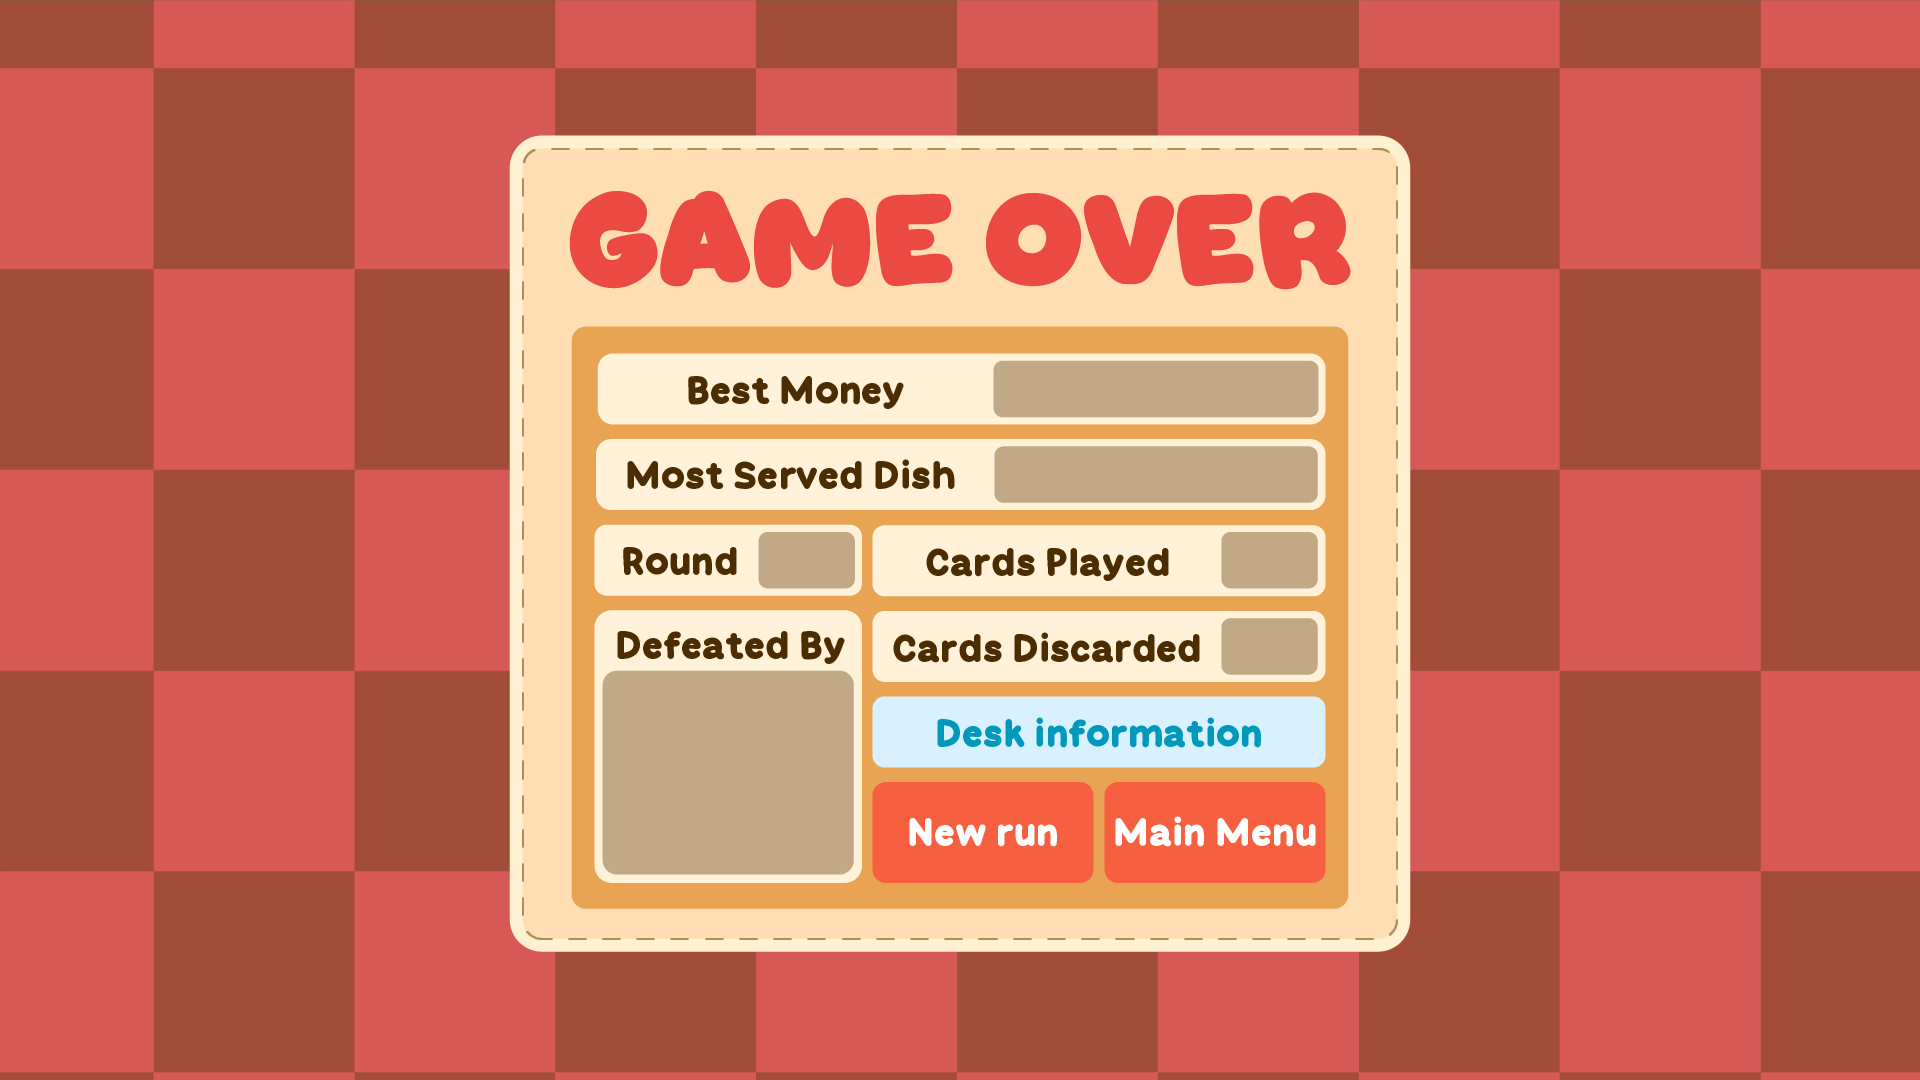 GAME OVER
Best Money
Most Served Dish
Round
Cards Played
Defeated By
Cards Discarded
Desk information
New run
Main Menu